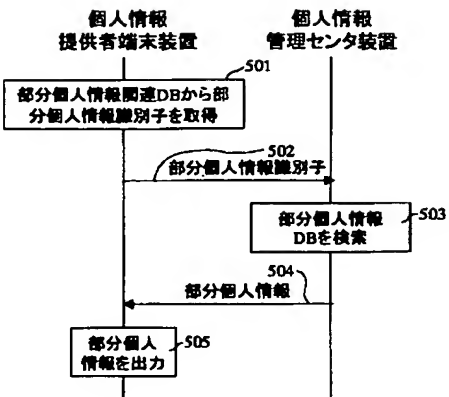 個人情報
提供者端末装置
個人情報
管理センタ装置
501
部分個人情報関連DBから部
分個人情報識別子を取得
502
部分個人情報識別子
部分個人情報
DBを検索
503
504
部分個人情報
部分個人
情報を出力
505